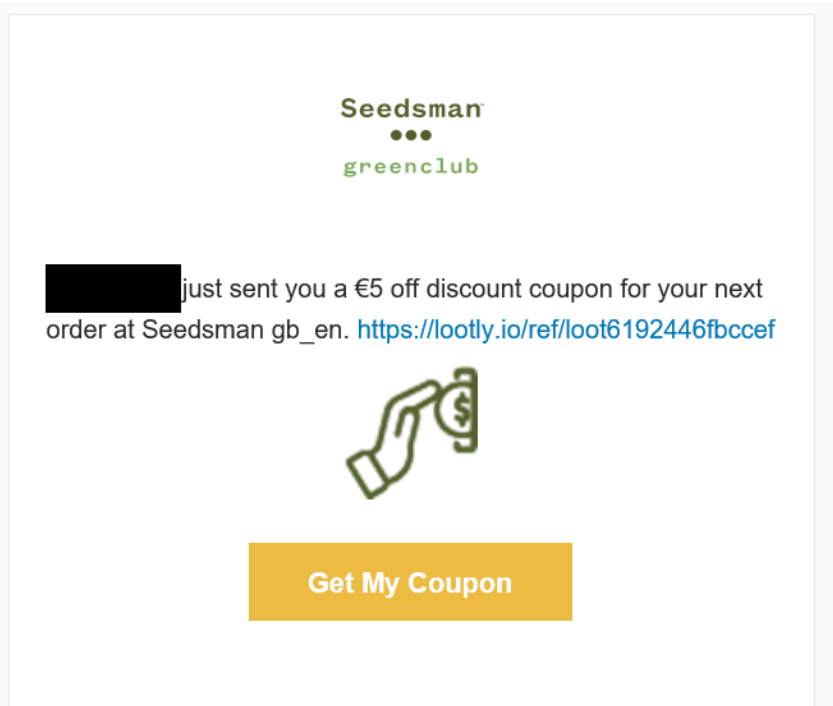 Seedsman
greenclub
just sent you a €5 off discount coupon for your next
order at Seedsman gb_en. https://lootly.io/ref/loot6192446fbccef
$
Get My Coupon